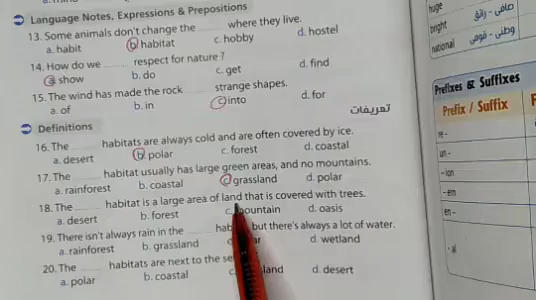 Language Notes, Expressions & Prepositions
13. Some animals don't change the ........ where they live.
a. habit b. habitat c. hobby d. hostel
14. How do we ........ respect for nature?
a. show b. do c. get d. find
15. The wind has made the rock ........ strange shapes.
a. of b. in c. into d. for
Definitions تعريفات
16. The ........ habitats are always cold and are often covered by ice.
a. desert b. polar c. forest d. coastal
17. The ........ habitat usually has large green areas, and no mountains.
a. rainforest b. coastal c. grassland d. polar
18. The ........ habitat is a large area of land that is covered with trees.
a. desert b. forest c. mountain d. oasis
19. There isn't always rain in the ........ but there's always a lot of water.
a. rainforest b. grassland d. wetland
20. The ........ habitats are next to the
a. polar b. coastal land d. desert
huge
bright صافي - رائق
national وطني - قومي
Prefixes & Suffixes
Prefix / Suffix
re -
un -
- ion
- em
en -
- al